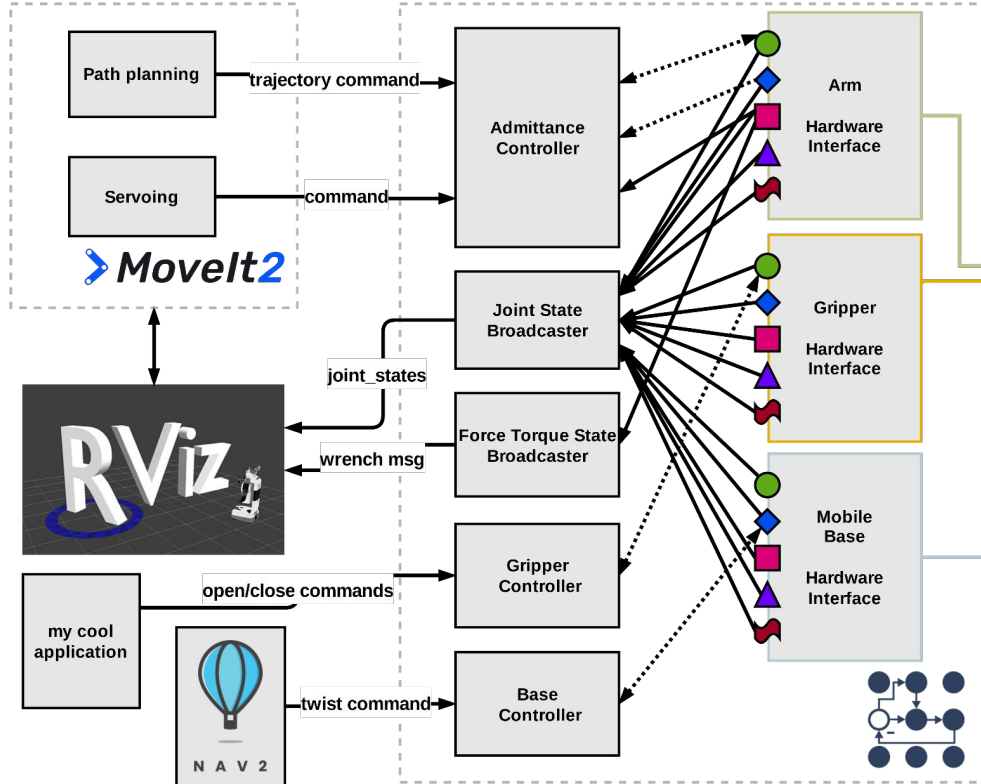 Path planning
trajectory command
Servoing
command
MoveIt2
Admittance
Controller
Arm
Hardware
Interface
Joint State
Broadcaster
joint_states
Gripper
Hardware
Interface
RViz
Force Torque State
Broadcaster
wrench msg
Mobile
Base
Hardware
Interface
my cool
application
open/close commands
Gripper
Controller
NAV2
twist command
Base
Controller